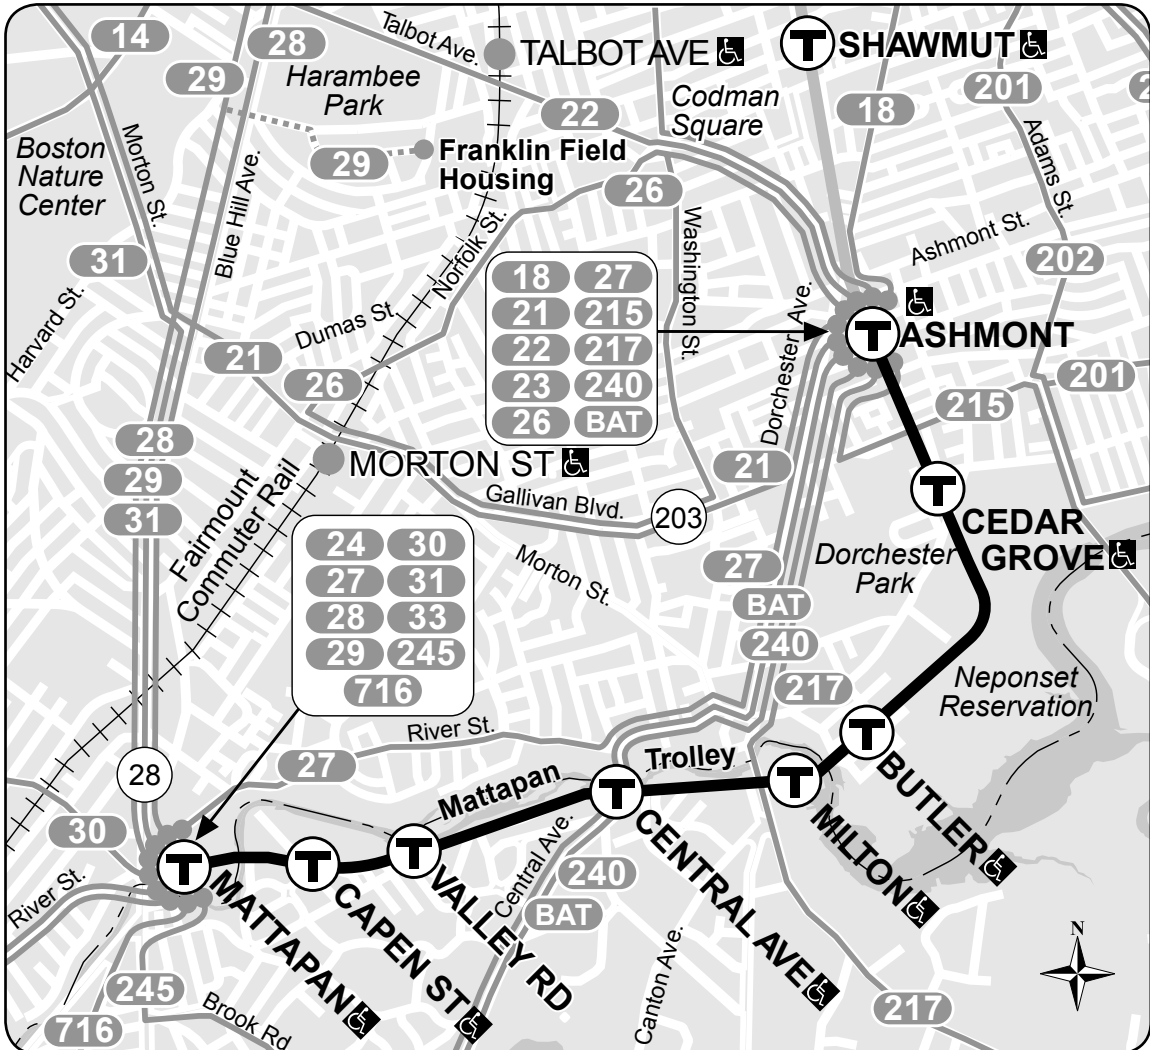 14
28
Talbot Ave.
TALBOT AVE
T
SHAWMUT
29
Harambee
Park
22
Codman
Square
18
201
2
Boston
Nature
Center
Morton St.
29
Franklin Field
Housing
26
Adams St.
Blue Hill Ave.
Norfolk St.
Washington St.
Ashmont St.
202
31
Harvard St.
Dumas St.
18 27
21 215
22 217
23 240
26 BAT
Dorchester Ave.
T
ASHMONT
21
26
201
215
28
29
31
MORTON ST
21
Gallivan Blvd.
203
T
CEDAR
GROVE
Fairmount
Commuter Rail
24 30
27 31
28 33
29 245
716
Morton St.
27
BAT
240
217
Dorchester
Park
Neponset
Reservation
River St.
27
28
Mattapan
Trolley
T
BUTLER
T
MILTON
T
CENTRAL AVE
30
River St.
T
MATTAPAN
T
CAPEN ST
T
VALLEY RD
Central Ave.
240
BAT
Canton Ave.
N
245
716
Brook Rd
217